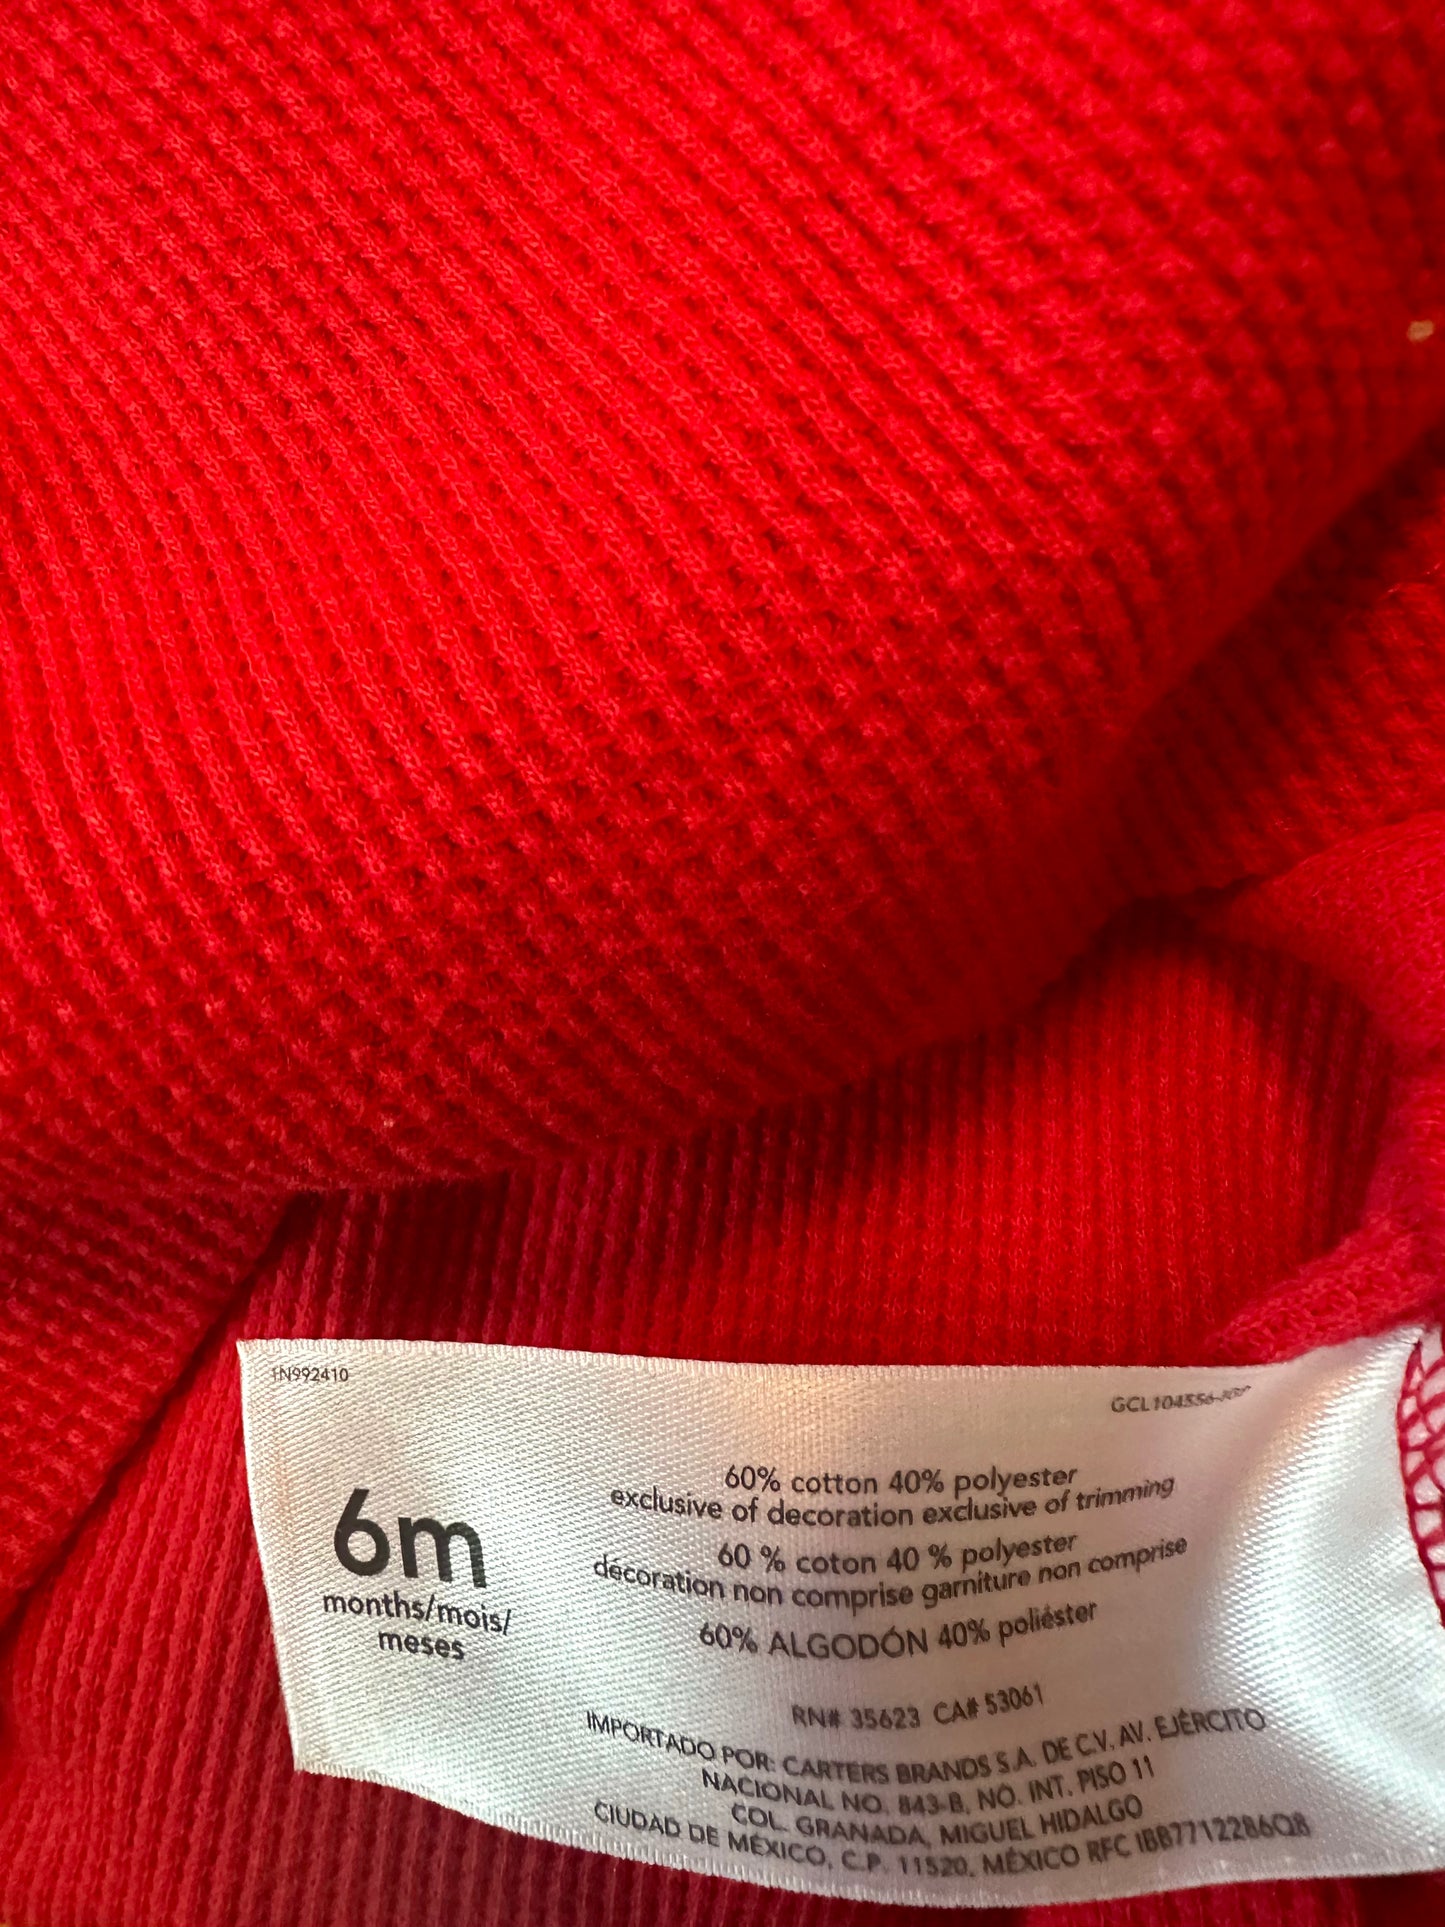 1N992410
GCL104556
6m
months/mois/
meses
60% cotton 40% polyester
exclusive of decoration exclusive of trimming
60 % coton 40 % polyester
décoration non comprise garniture non comprise
60% ALGODÓN 40% poliéster
RN# 35623 CA# 53061
IMPORTADO POR: CARTERS BRANDS S.A. DE C.V. AV. EJÉRCITO
NACIONAL NO. 843-B, NO. INT. PISO 11
COL. GRANADA, MIGUEL HIDALGO
CIUDAD DE MÉXICO, C.P. 11520, MÉXICO RFC IBB7712286Q8